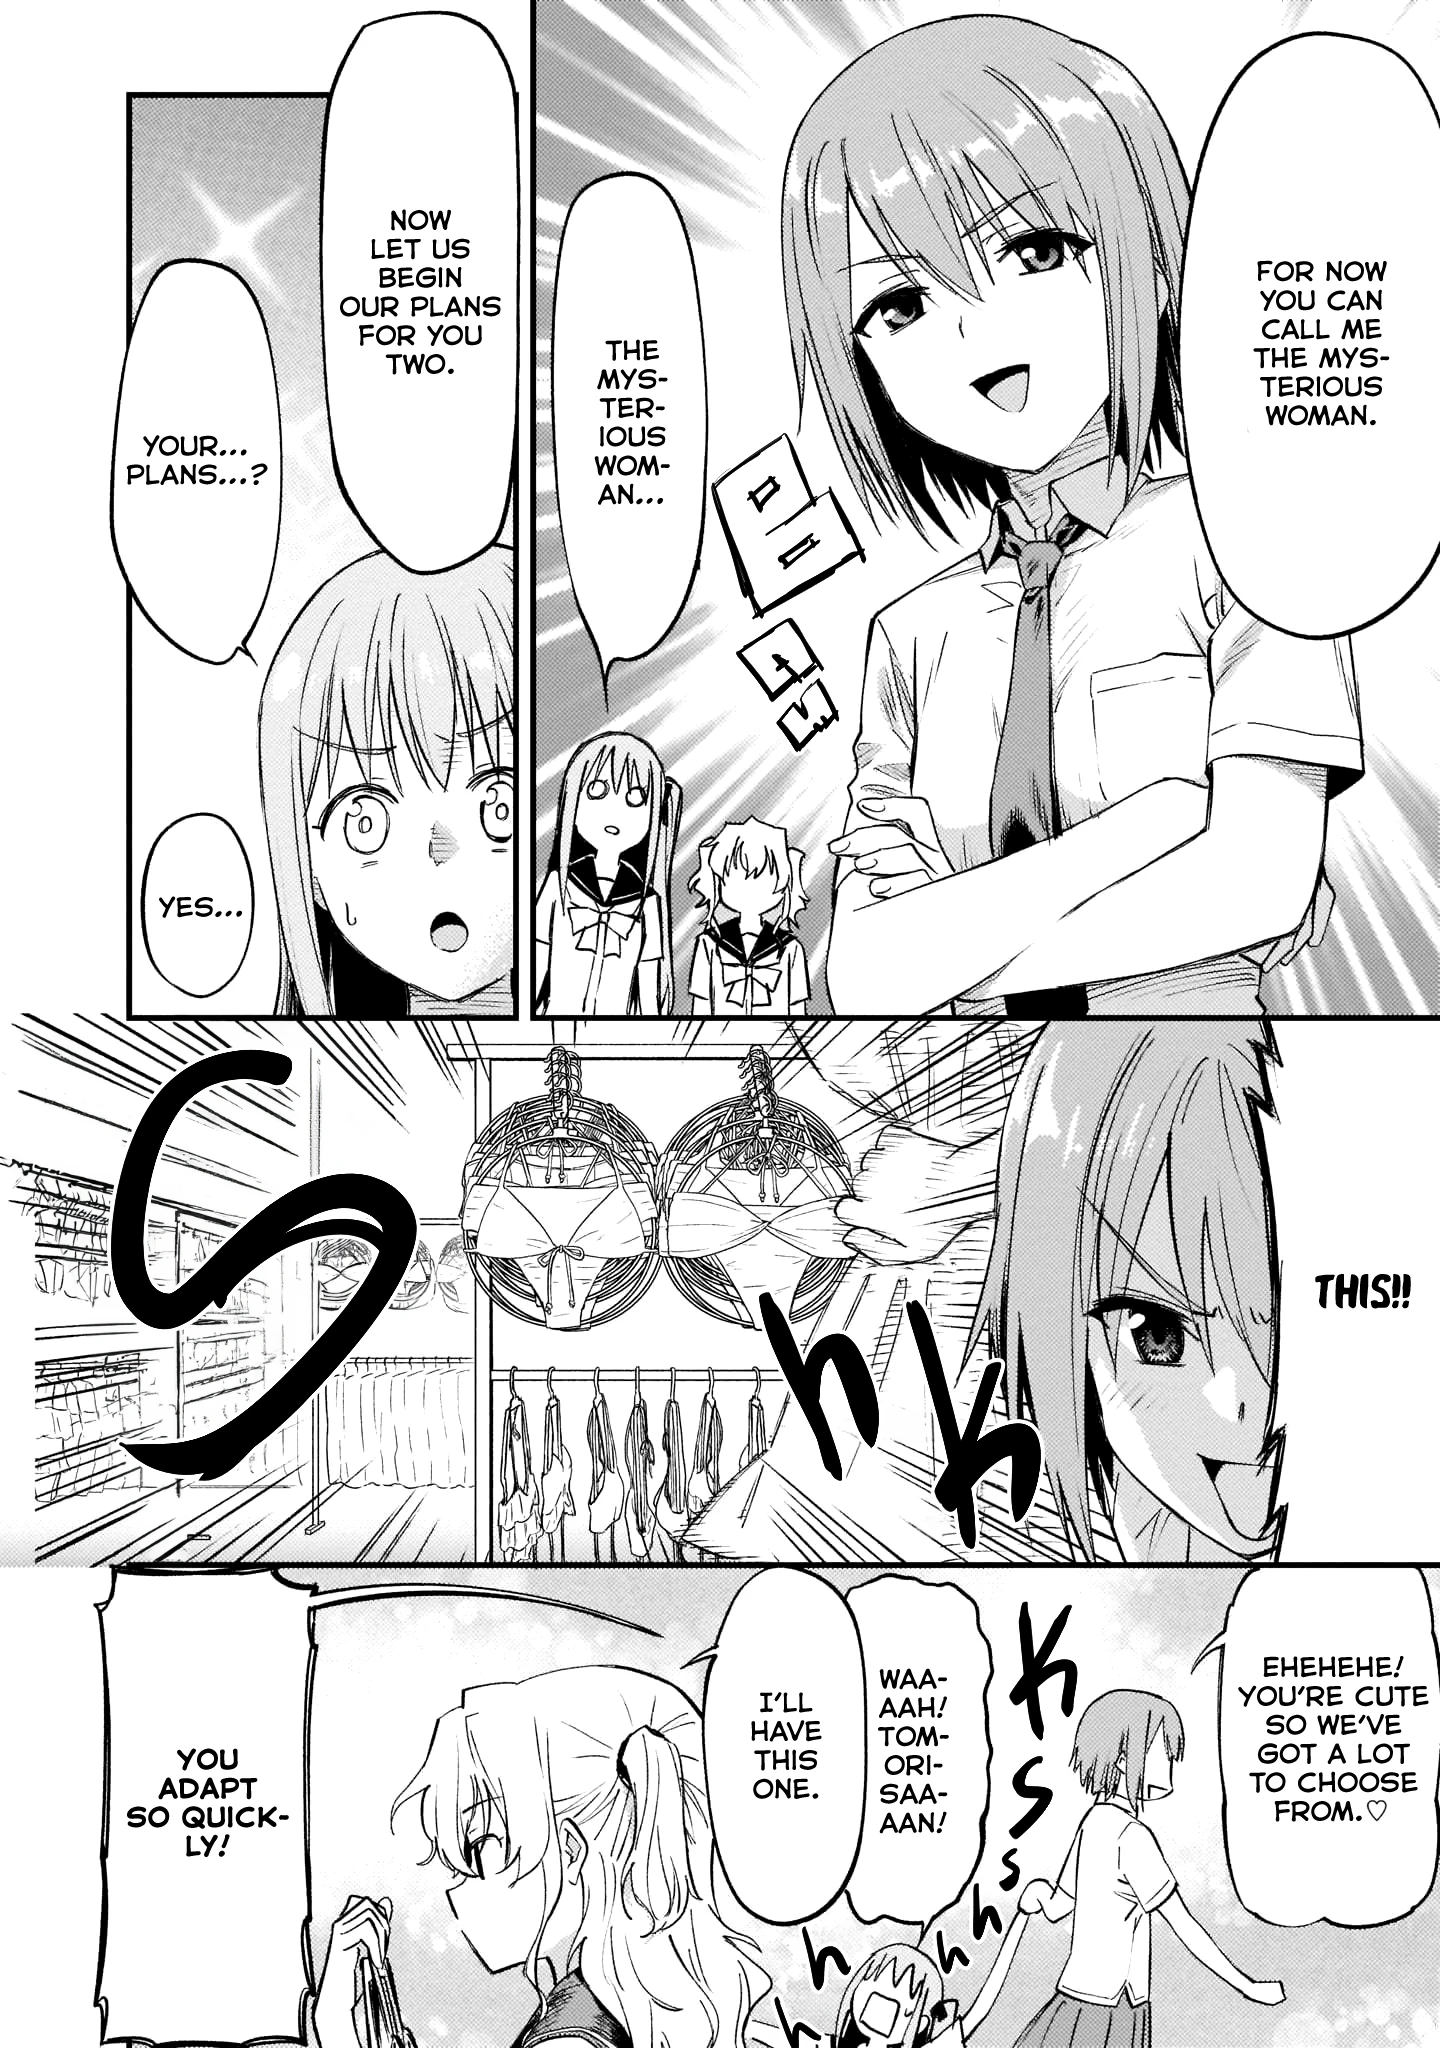 FOR NOW
YOU CAN
CALL ME
THE MYS-
TERIOUS
WOMAN.
THE
MYS-
TER-
IOUS
WOM-
AN...
NOW
LET US
BEGIN
OUR PLANS
FOR YOU
TWO.
YOUR...
PLANS...?
YES...
THIS!!
Shkk
EHEHEHE!
YOU'RE CUTE
SO WE'VE
GOT A LOT
TO CHOOSE
FROM.♡
KSSshhhh
WAA-
AAH!
TOM-
ORI-
SAA-
AAN!
I'LL
HAVE
THIS
ONE.
YOU
ADAPT
SO QUICK-
LY!